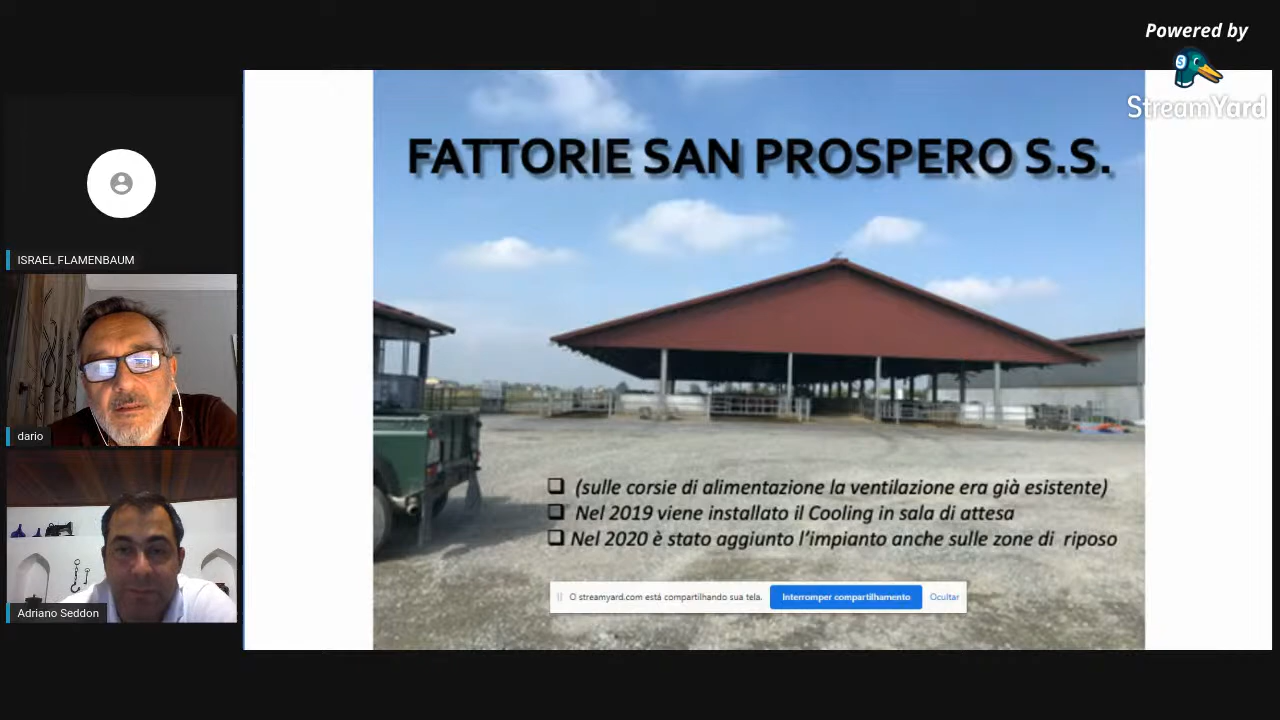 Powered by
StreamYard
FATTORIE SAN PROSPERO S.S.
ISRAEL FLAMENBAUM
dario
(sulle corsie di alimentazione la ventilazione era già esistente)
Nel 2019 viene installato il Cooling in sala di attesa
Nel 2020 è stato aggiunto l'impianto anche sulle zone di riposo
O streamyard.com está compartilhando sua tela. Interromper compartilhamento Ocultar
Adriano Seddon